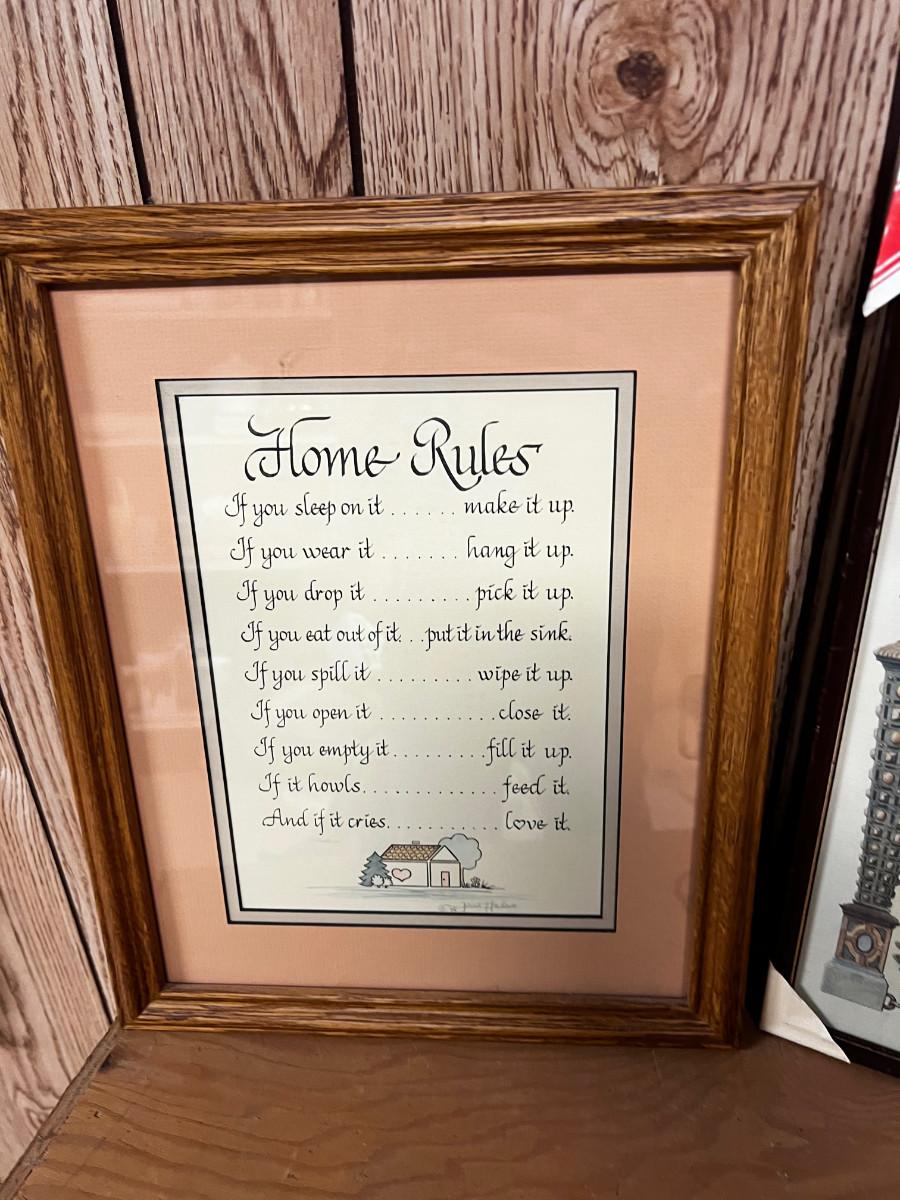 Home Rules
If you sleep on it ...... make it up.
If you wear it ....... hang it up.
If you drop it ......... pick it up.
If you eat out of it. . .put it in the sink.
If you spill it ......... wipe it up.
If you open it ........... close it.
If you empty it.........fill it up.
If it howls............. feed it.
And if it cries........... love it.